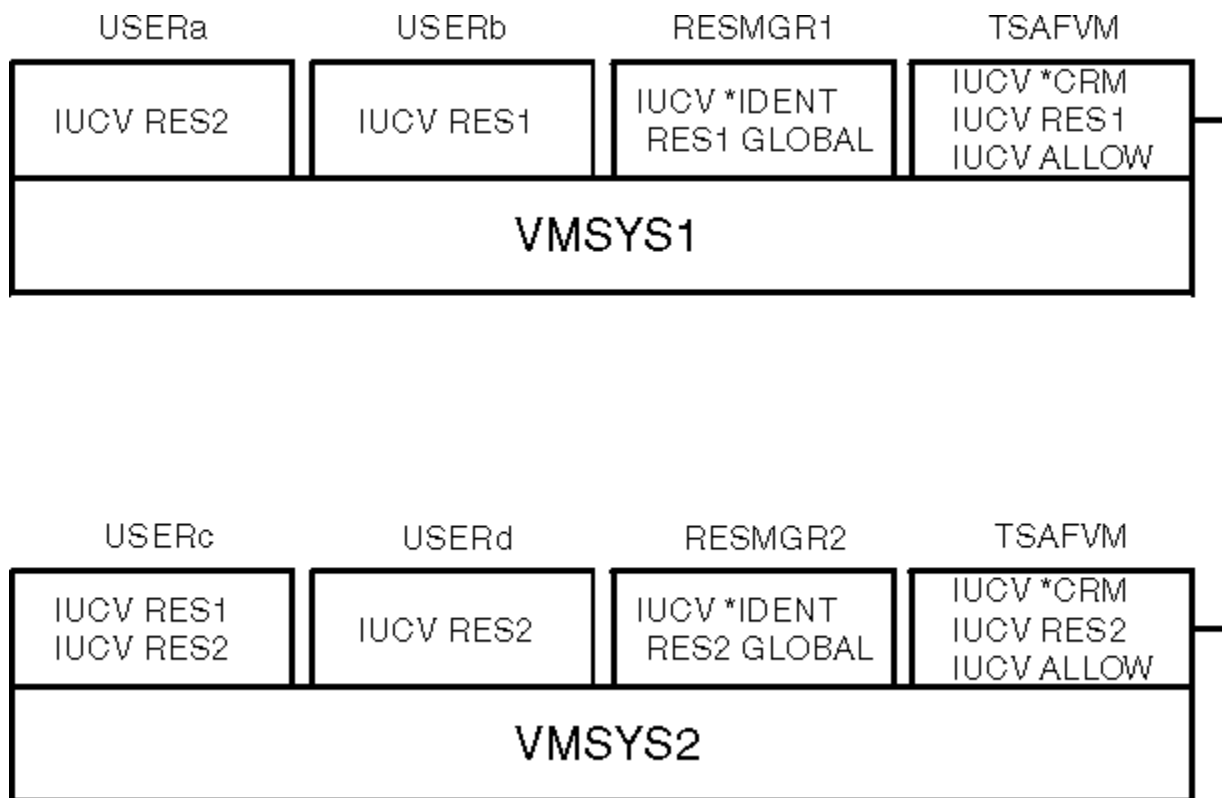 USERa
USERb
RESMGR1
TSAFVM
IUCV RES2
IUCV RES1
IUCV *IDENT
RES1 GLOBAL
IUCV *CRM
IUCV RES1
IUCV ALLOW
VMSYS1
USERc
USERd
RESMGR2
TSAFVM
IUCV RES1
IUCV RES2
IUCV RES2
IUCV *IDENT
RES2 GLOBAL
IUCV *CRM
IUCV RES2
IUCV ALLOW
VMSYS2